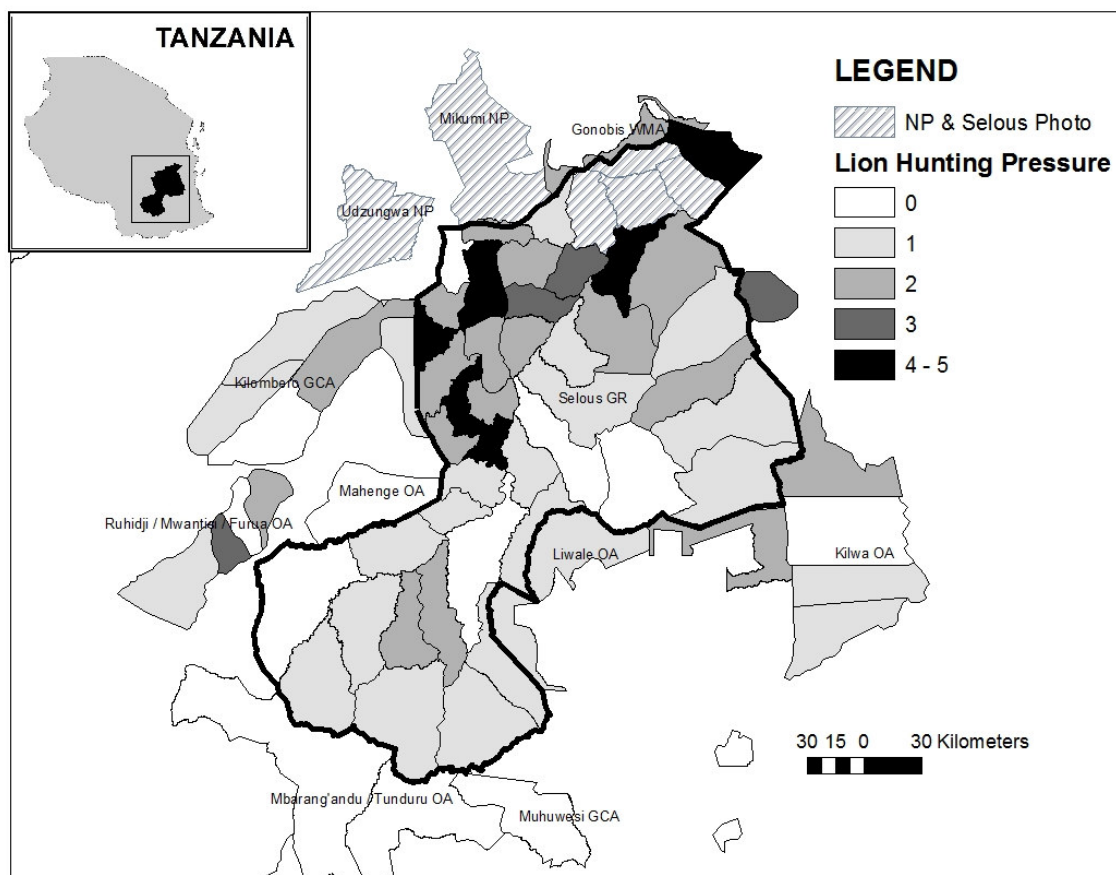 TANZANIA
LEGEND
NP & Selous Photo
Lion Hunting Pressure
0
1
2
3
4 - 5
Mikumi NP
Gonobis WMA
Udzungwa NP
Kilombero GCA
Selous GR
Mahenge OA
Ruhidji / Mwantisi / Furua OA
Liwale OA
Kilwa OA
30 15 0 30 Kilometers
Mbarang'andu / Tunduru OA
Muhuwesi GCA